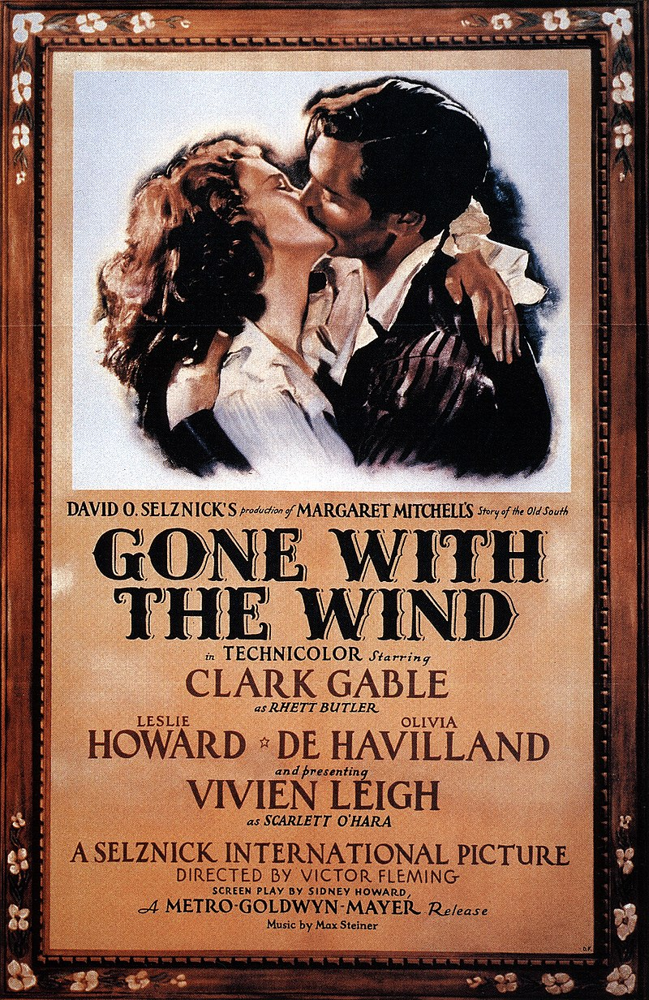 DAVID O. SELZNICK'S production of MARGARET MITCHELL'S Story of the Old South
GONE WITH
THE WIND
in TECHNICOLOR Starring
CLARK GABLE
as RHETT BUTLER
LESLIE OLIVIA
HOWARD ☆ DE HAVILLAND
and presenting
VIVIEN LEIGH
as SCARLETT O'HARA
A SELZNICK INTERNATIONAL PICTURE
DIRECTED BY VICTOR FLEMING
SCREEN PLAY BY SIDNEY HOWARD,
A METRO-GOLDWYN-MAYER Release
Music by Max Steiner